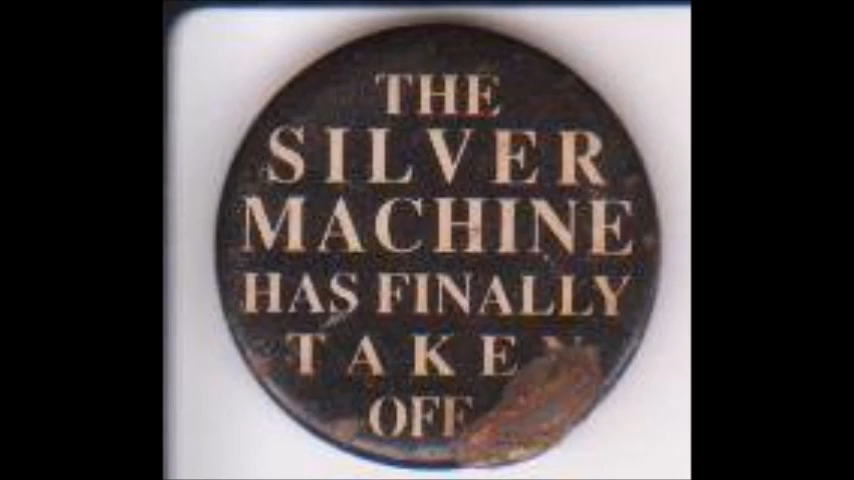 THE
SILVER
MACHINE
HAS FINALLY
TAKEN
OFF